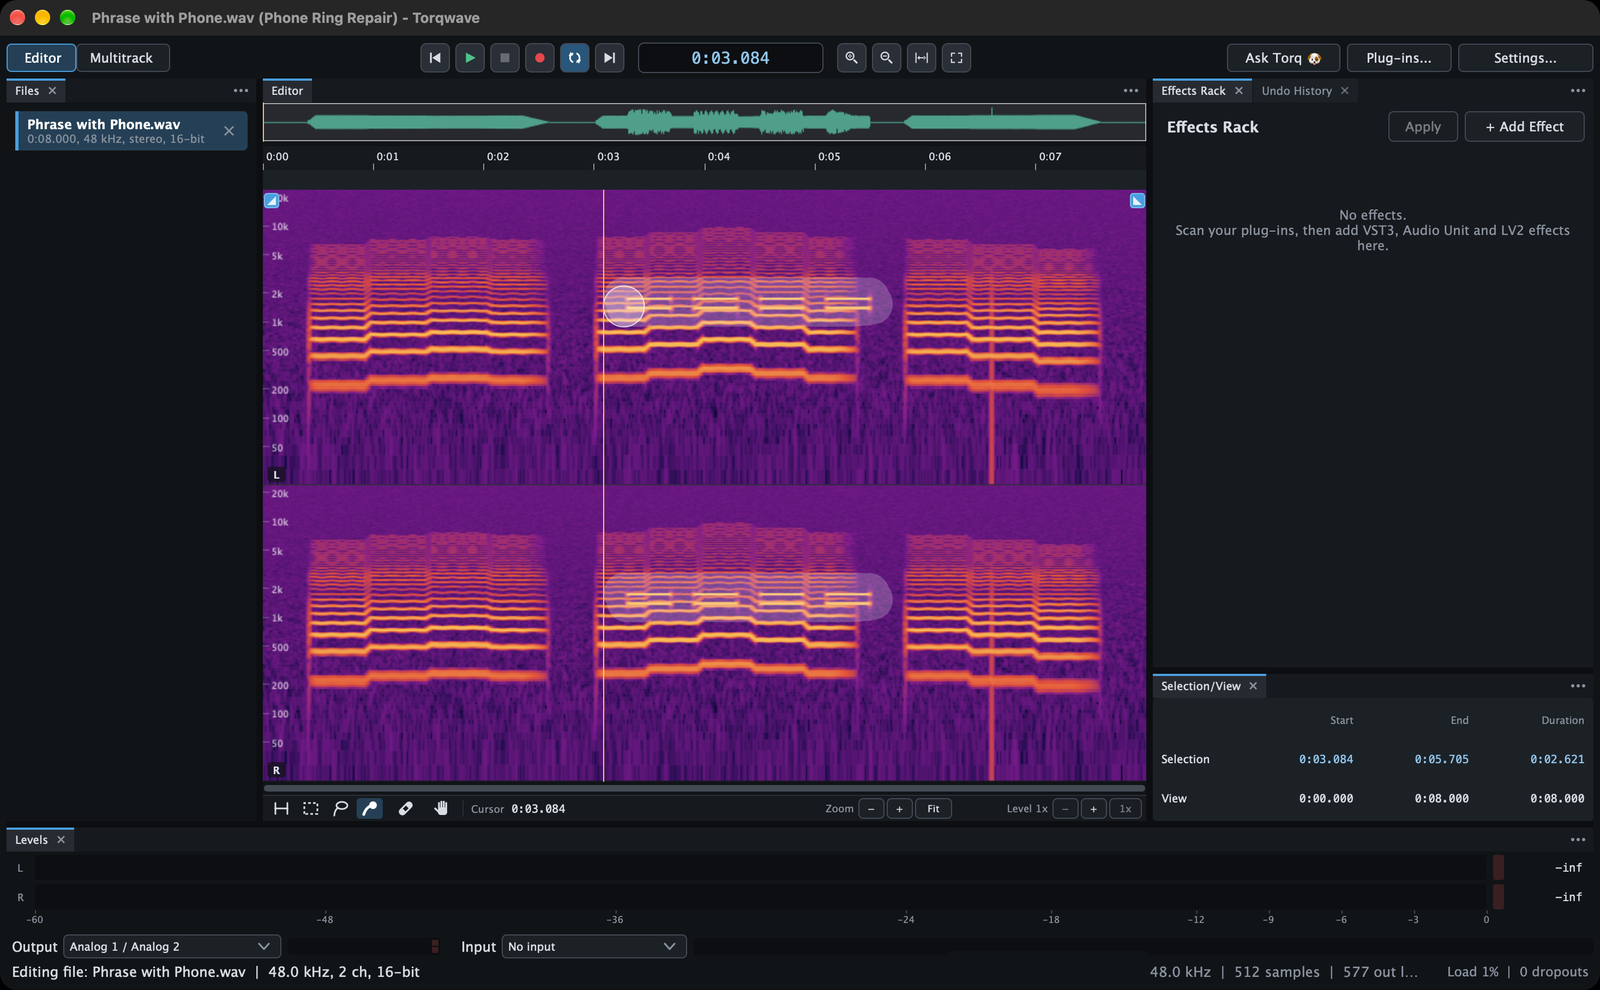 Phrase with Phone.wav (Phone Ring Repair) - Torqwave
Editor Multitrack 0:03.084 Ask Torq Plug-ins... Settings...
Files Editor Effects Rack Undo History
Phrase with Phone.wav
0:08.000, 48 kHz, stereo, 16-bit
Effects Rack Apply + Add Effect
0:00 0:01 0:02 0:03 0:04 0:05 0:06 0:07
No effects.
Scan your plug-ins, then add VST3, Audio Unit and LV2 effects
here.
10k
5k
2k
1k
500
200
100
50
L
20k
10k
5k
2k
1k
500
200
100
50
R
Selection/View
Start End Duration
Selection 0:03.084 0:05.705 0:02.621
View 0:00.000 0:08.000 0:08.000
Cursor 0:03.084 Zoom − + Fit Level 1x − + 1x
Levels
L -inf
R -inf
-60 -48 -36 -24 -18 -12 -9 -6 -3 0
Output Analog 1 / Analog 2 Input No input
Editing file: Phrase with Phone.wav | 48.0 kHz, 2 ch, 16-bit
48.0 kHz | 512 samples | 577 out l... Load 1% | 0 dropouts